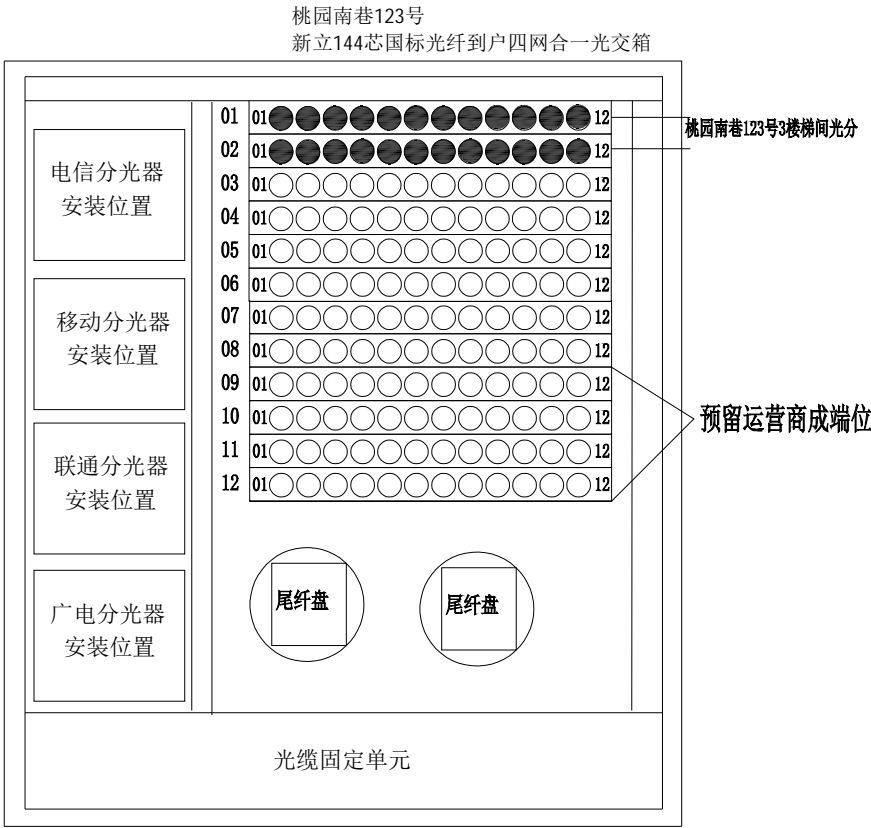 桃园南巷123号
新立144芯国标光纤到户四网合一光交箱
01 01 12
桃园南巷123号3楼梯间光分
02 01 12
03 01 12
04 01 12
05 01 12
06 01 12
07 01 12
08 01 12
09 01 12
10 01 12
11 01 12
12 01 12
预留运营商成端位
电信分光器
安装位置
移动分光器
安装位置
联通分光器
安装位置
广电分光器
安装位置
尾纤盘
尾纤盘
光缆固定单元